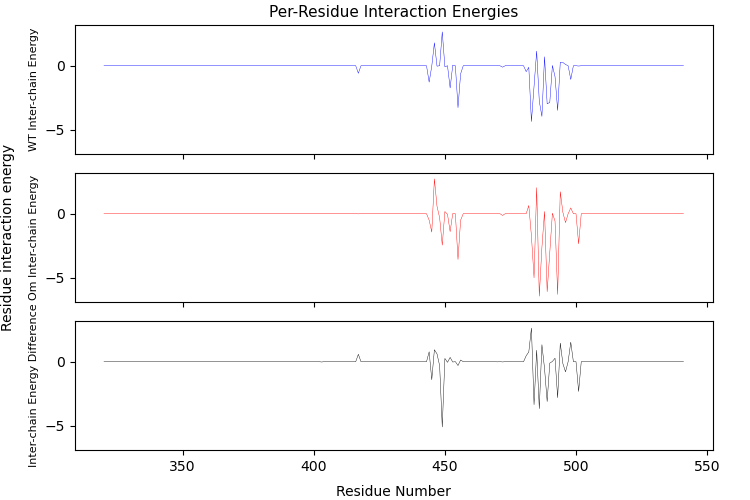 Per-Residue Interaction Energies
Residue interaction energy
WT Inter-chain Energy
0
−5
Om Inter-chain Energy
0
−5
Inter-chain Energy Difference
0
−5
350
400
450
500
550
Residue Number